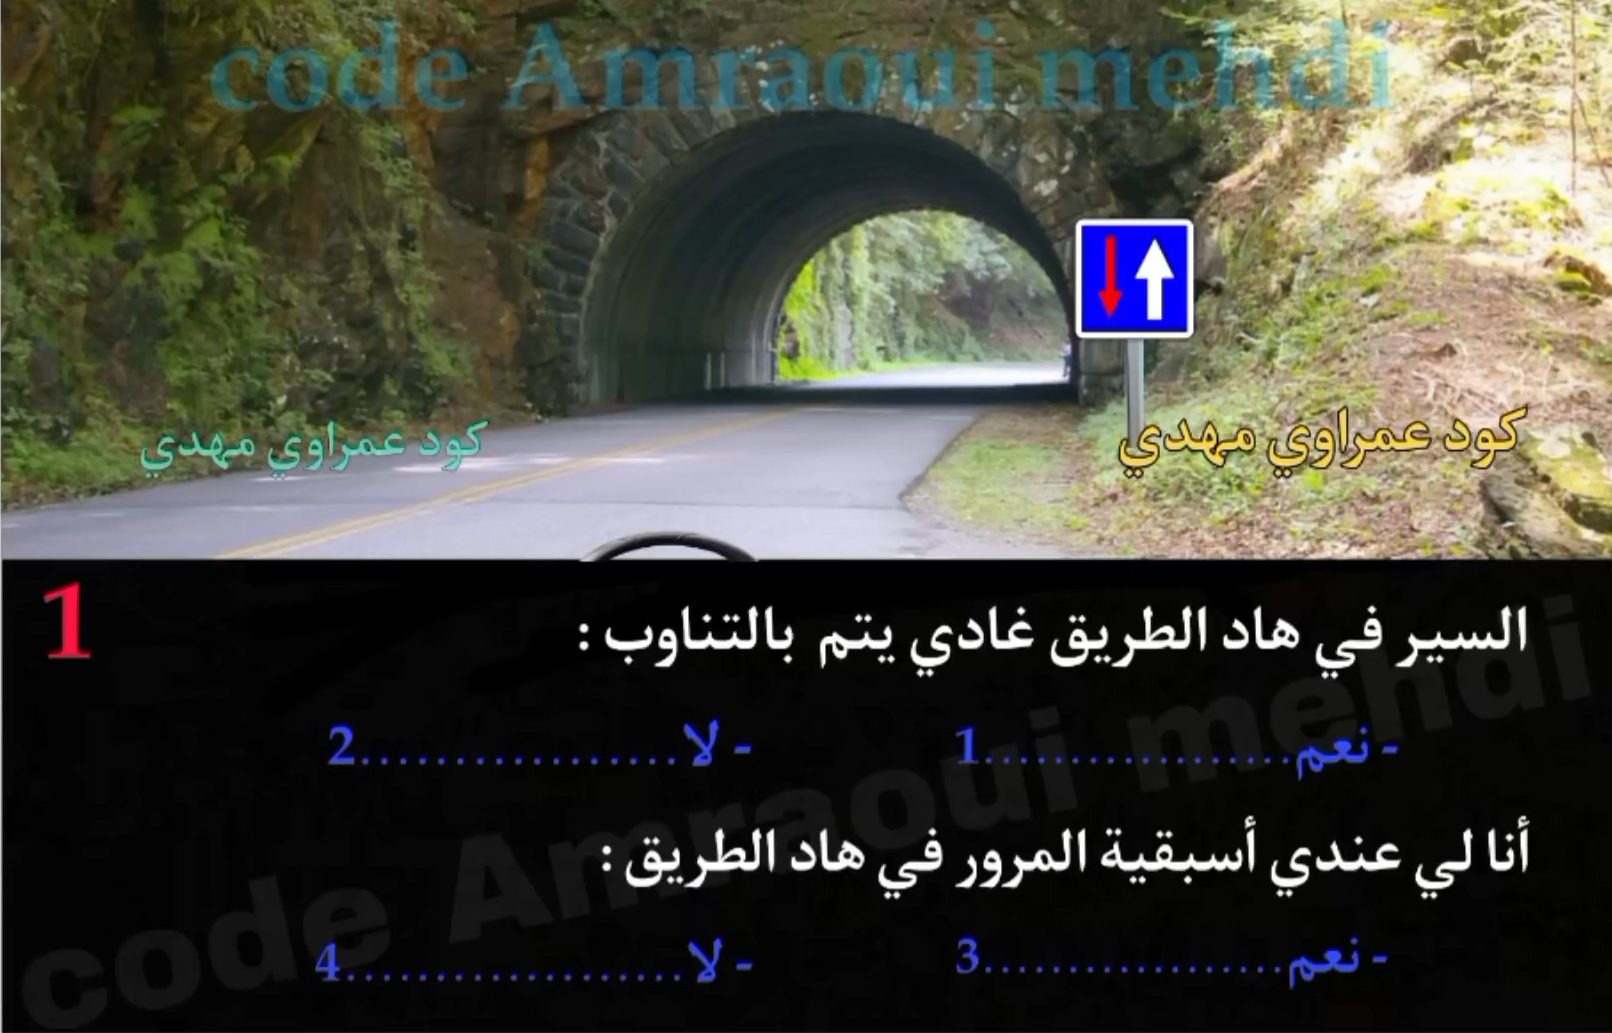 code Amraoui mehdi
كود عمراوي مهدي
كود عمراوي مهدي
1
السير في هاد الطريق غادي يتم بالتناوب :
- نعم..................1 - لا..................2
أنا لي عندي أسبقية المرور في هاد الطريق :
- نعم..................3 - لا....................4
code Amraoui mehdi